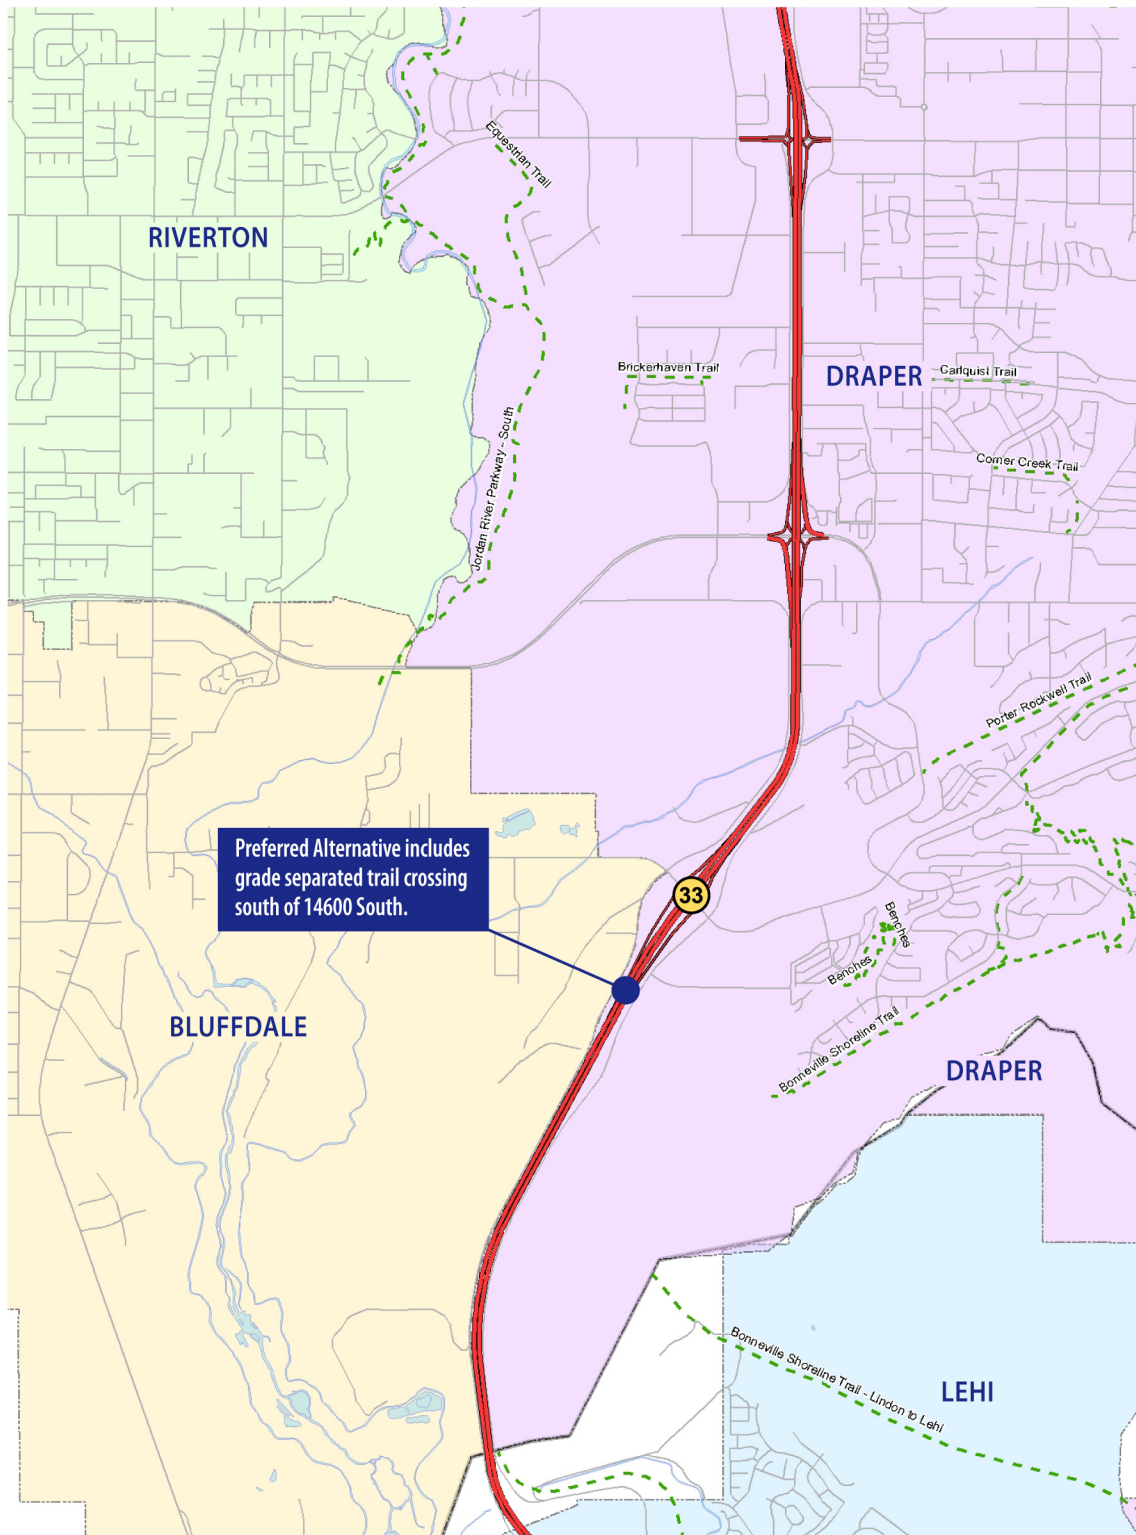 Equestrian Trail
RIVERTON
Brickerhaven Trail
DRAPER
Carlquist Trail
Corner Creek Trail
Jordan River Parkway - South
Porter Rockwell Trail
Preferred Alternative includes
grade separated trail crossing
south of 14600 South.
33
Benches
Benches
BLUFFDALE
Bonneville Shoreline Trail
DRAPER
Bonneville Shoreline Trail - Lindon to Lehi
LEHI